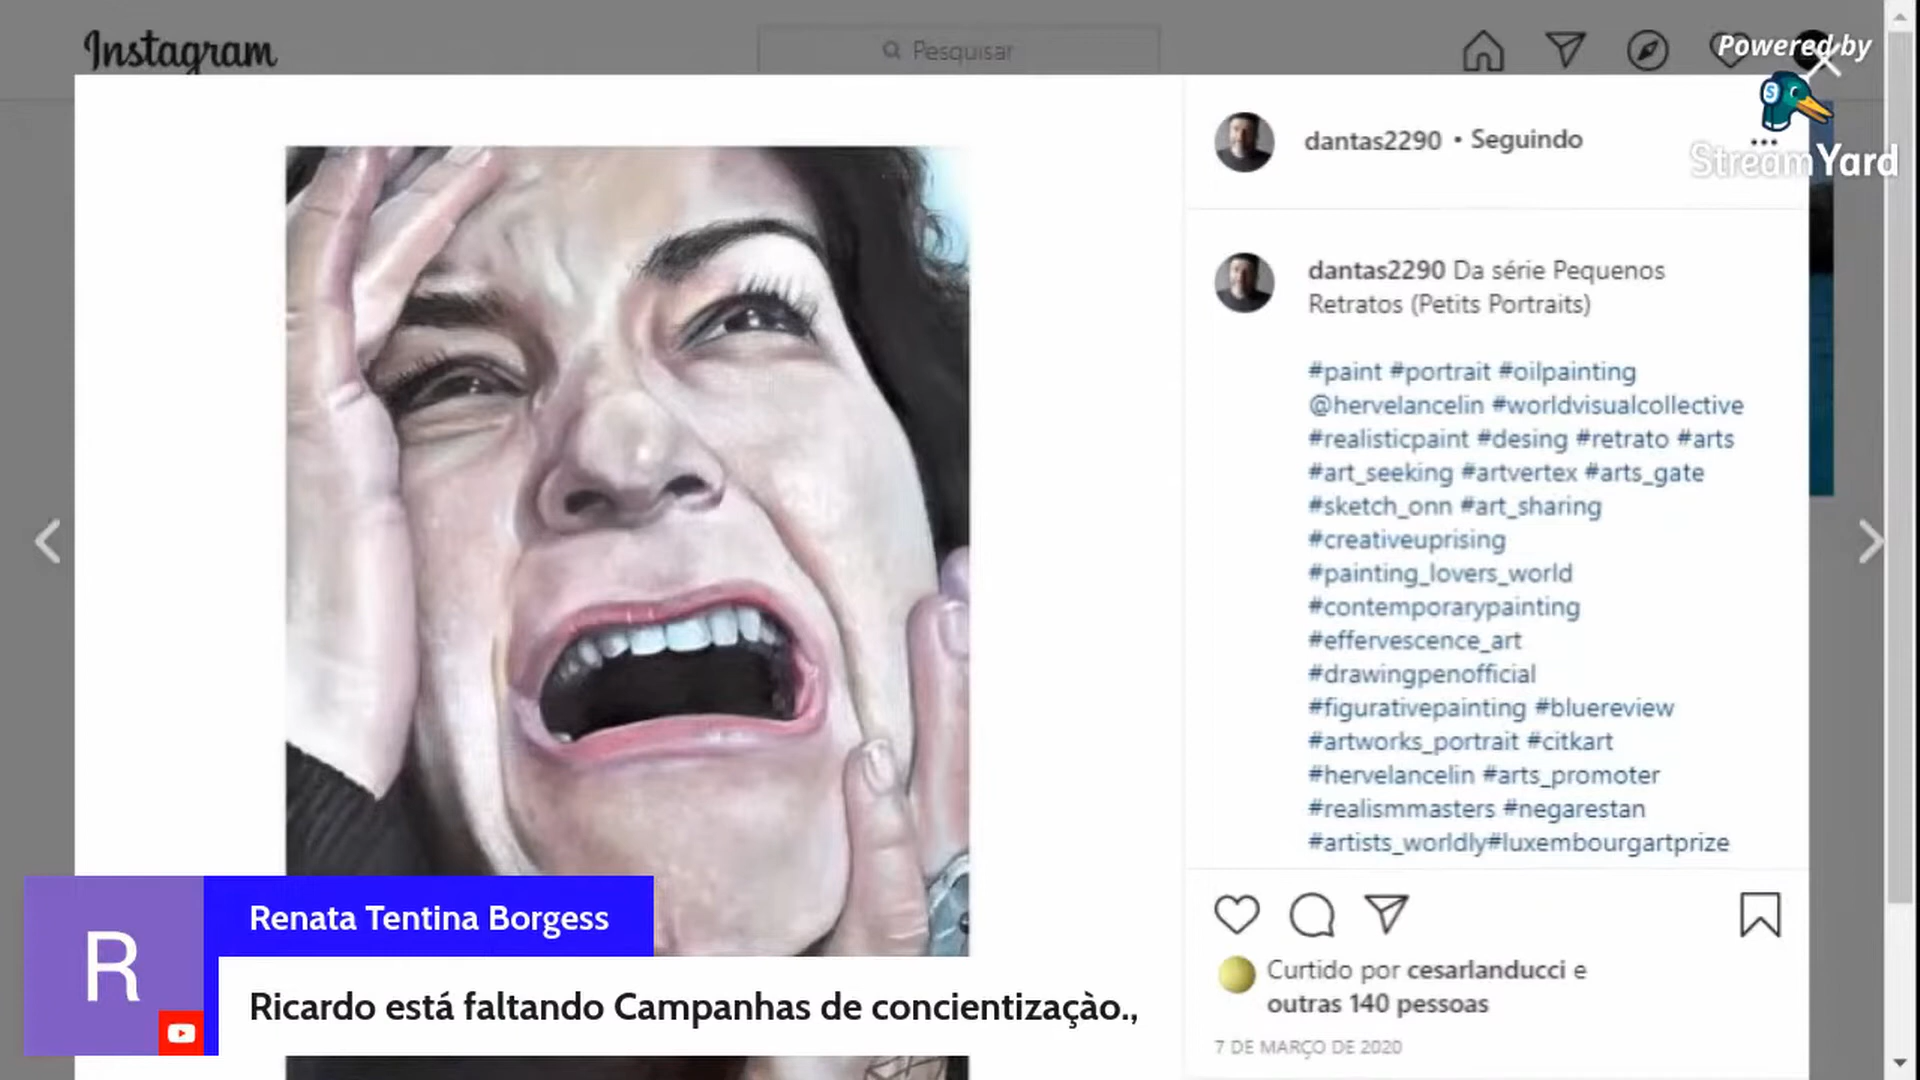 Instagram
Pesquisar
Powered by
StreamYard
dantas2290 • Seguindo
dantas2290 Da série Pequenos
Retratos (Petits Portraits)
#paint #portrait #oilpainting
@hervelancelin #worldvisualcollective
#realisticpaint #desing #retrato #arts
#art_seeking #artvertex #arts_gate
#sketch_onn #art_sharing
#creativeuprising
#painting_lovers_world
#contemporarypainting
#effervescence_art
#drawingpenofficial
#figurativepainting #bluereview
#artworks_portrait #citkart
#hervelancelin #arts_promoter
#realismmasters #negarestan
#artists_worldly#luxembourgartprize
Curtido por cesarlanducci e
outras 140 pessoas
7 DE MARÇO DE 2020
R
Renata Tentina Borgess
Ricardo está faltando Campanhas de concientizaçào.,